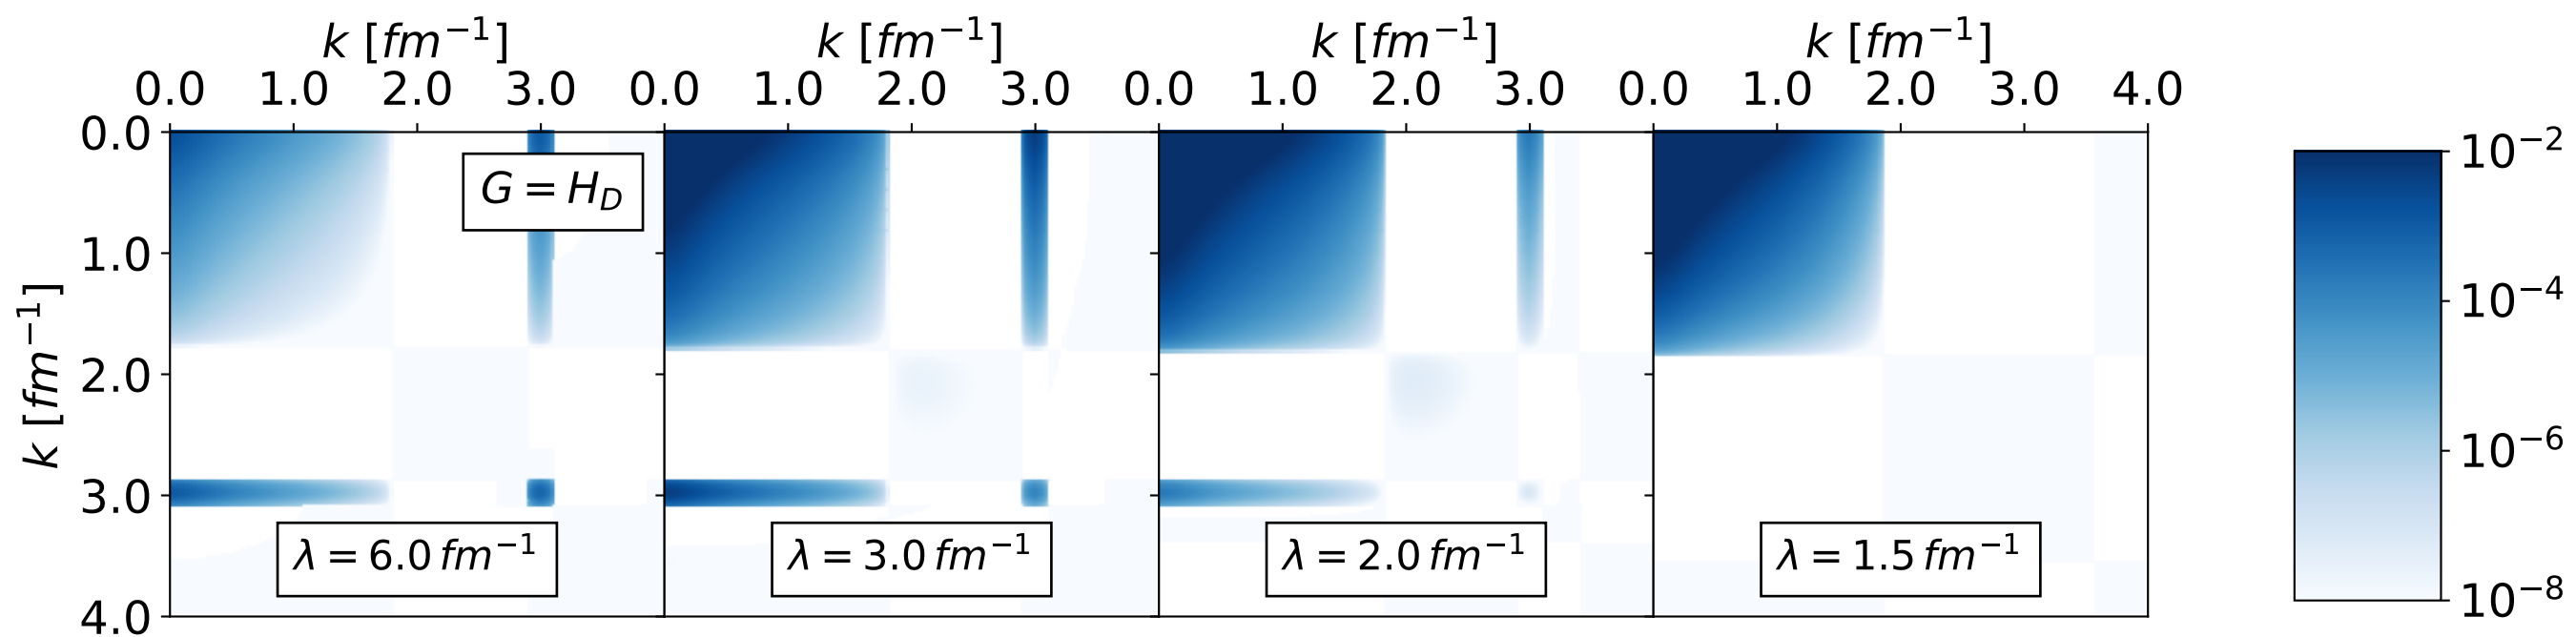 k [fm⁻¹] k [fm⁻¹] k [fm⁻¹] k [fm⁻¹]
0.0 1.0 2.0 3.0 0.0 1.0 2.0 3.0 0.0 1.0 2.0 3.0 0.0 1.0 2.0 3.0 4.0
0.0
1.0
2.0
3.0
4.0
k [fm⁻¹]
G = H_D
λ = 6.0 fm⁻¹
λ = 3.0 fm⁻¹
λ = 2.0 fm⁻¹
λ = 1.5 fm⁻¹
10⁻²
10⁻⁴
10⁻⁶
10⁻⁸